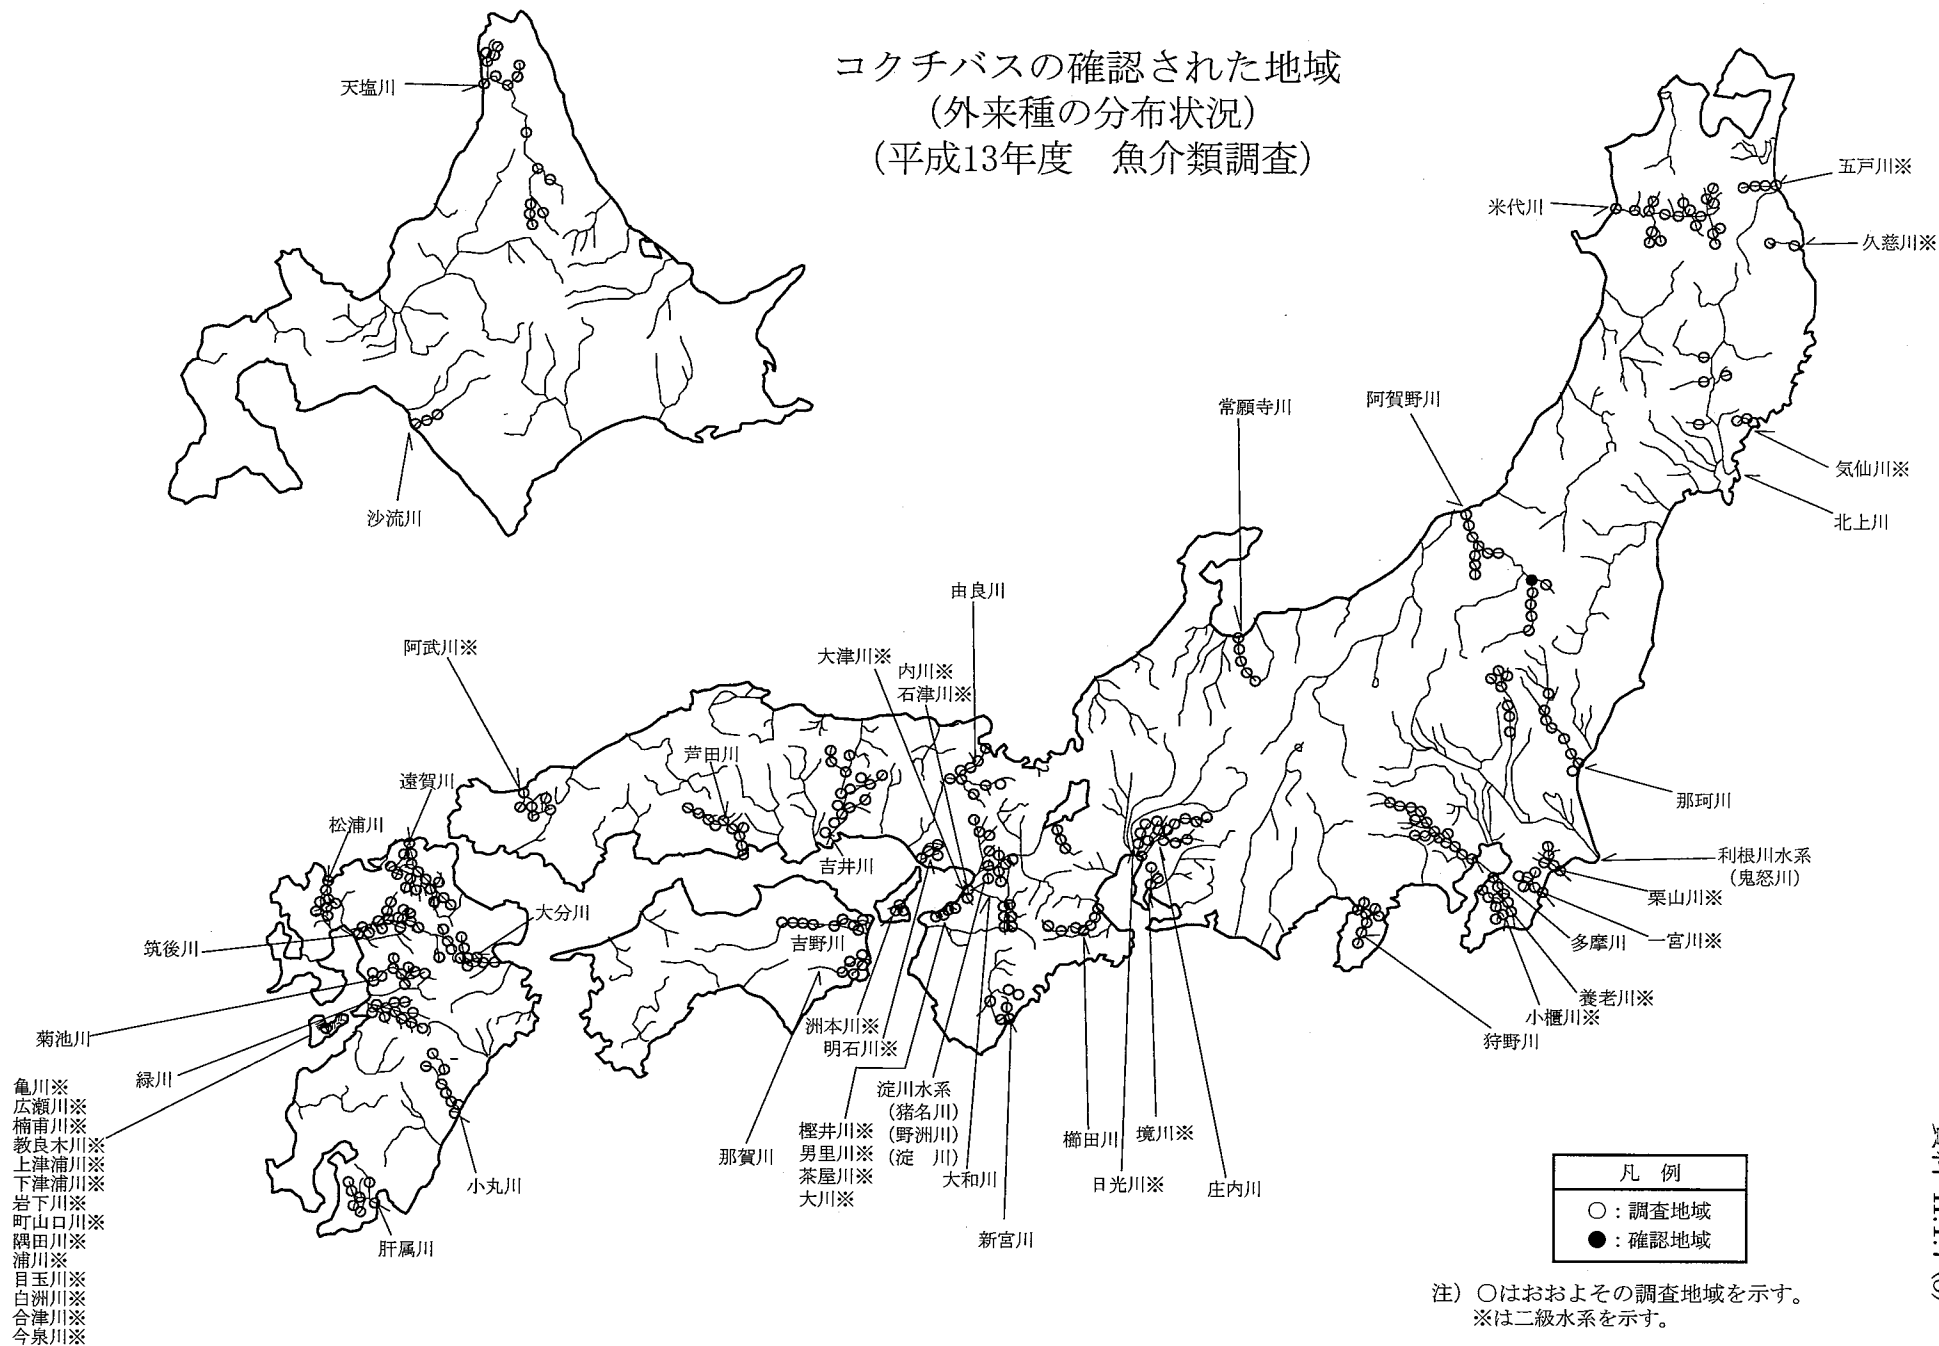 コクチバスの確認された地域
(外来種の分布状況)
(平成13年度　魚介類調査)
天塩川
沙流川
五戸川※
米代川
久慈川※
気仙川※
北上川
常願寺川
阿賀野川
那珂川
利根川水系
(鬼怒川)
栗山川※
一宮川※
多摩川
養老川※
小櫃川※
狩野川
由良川
大津川※
内川※
石津川※
阿武川※
芦田川
遠賀川
松浦川
吉井川
大分川
筑後川
吉野川
菊池川
緑川
亀川※
広瀬川※
楠甫川※
教良木川※
上津浦川※
下津浦川※
岩下川※
町山口川※
隅田川※
浦川※
目玉川※
白洲川※
合津川※
今泉川※
小丸川
肝属川
那賀川
洲本川※
明石川※
樫井川※
男里川※
茶屋川※
大川※
淀川水系
(猪名川)
(野洲川)
(淀　川)
大和川
新宮川
櫛田川
日光川※
境川※
庄内川
凡　例
○：調査地域
●：確認地域
注）○はおおよその調査地域を示す。
※は二級水系を示す。